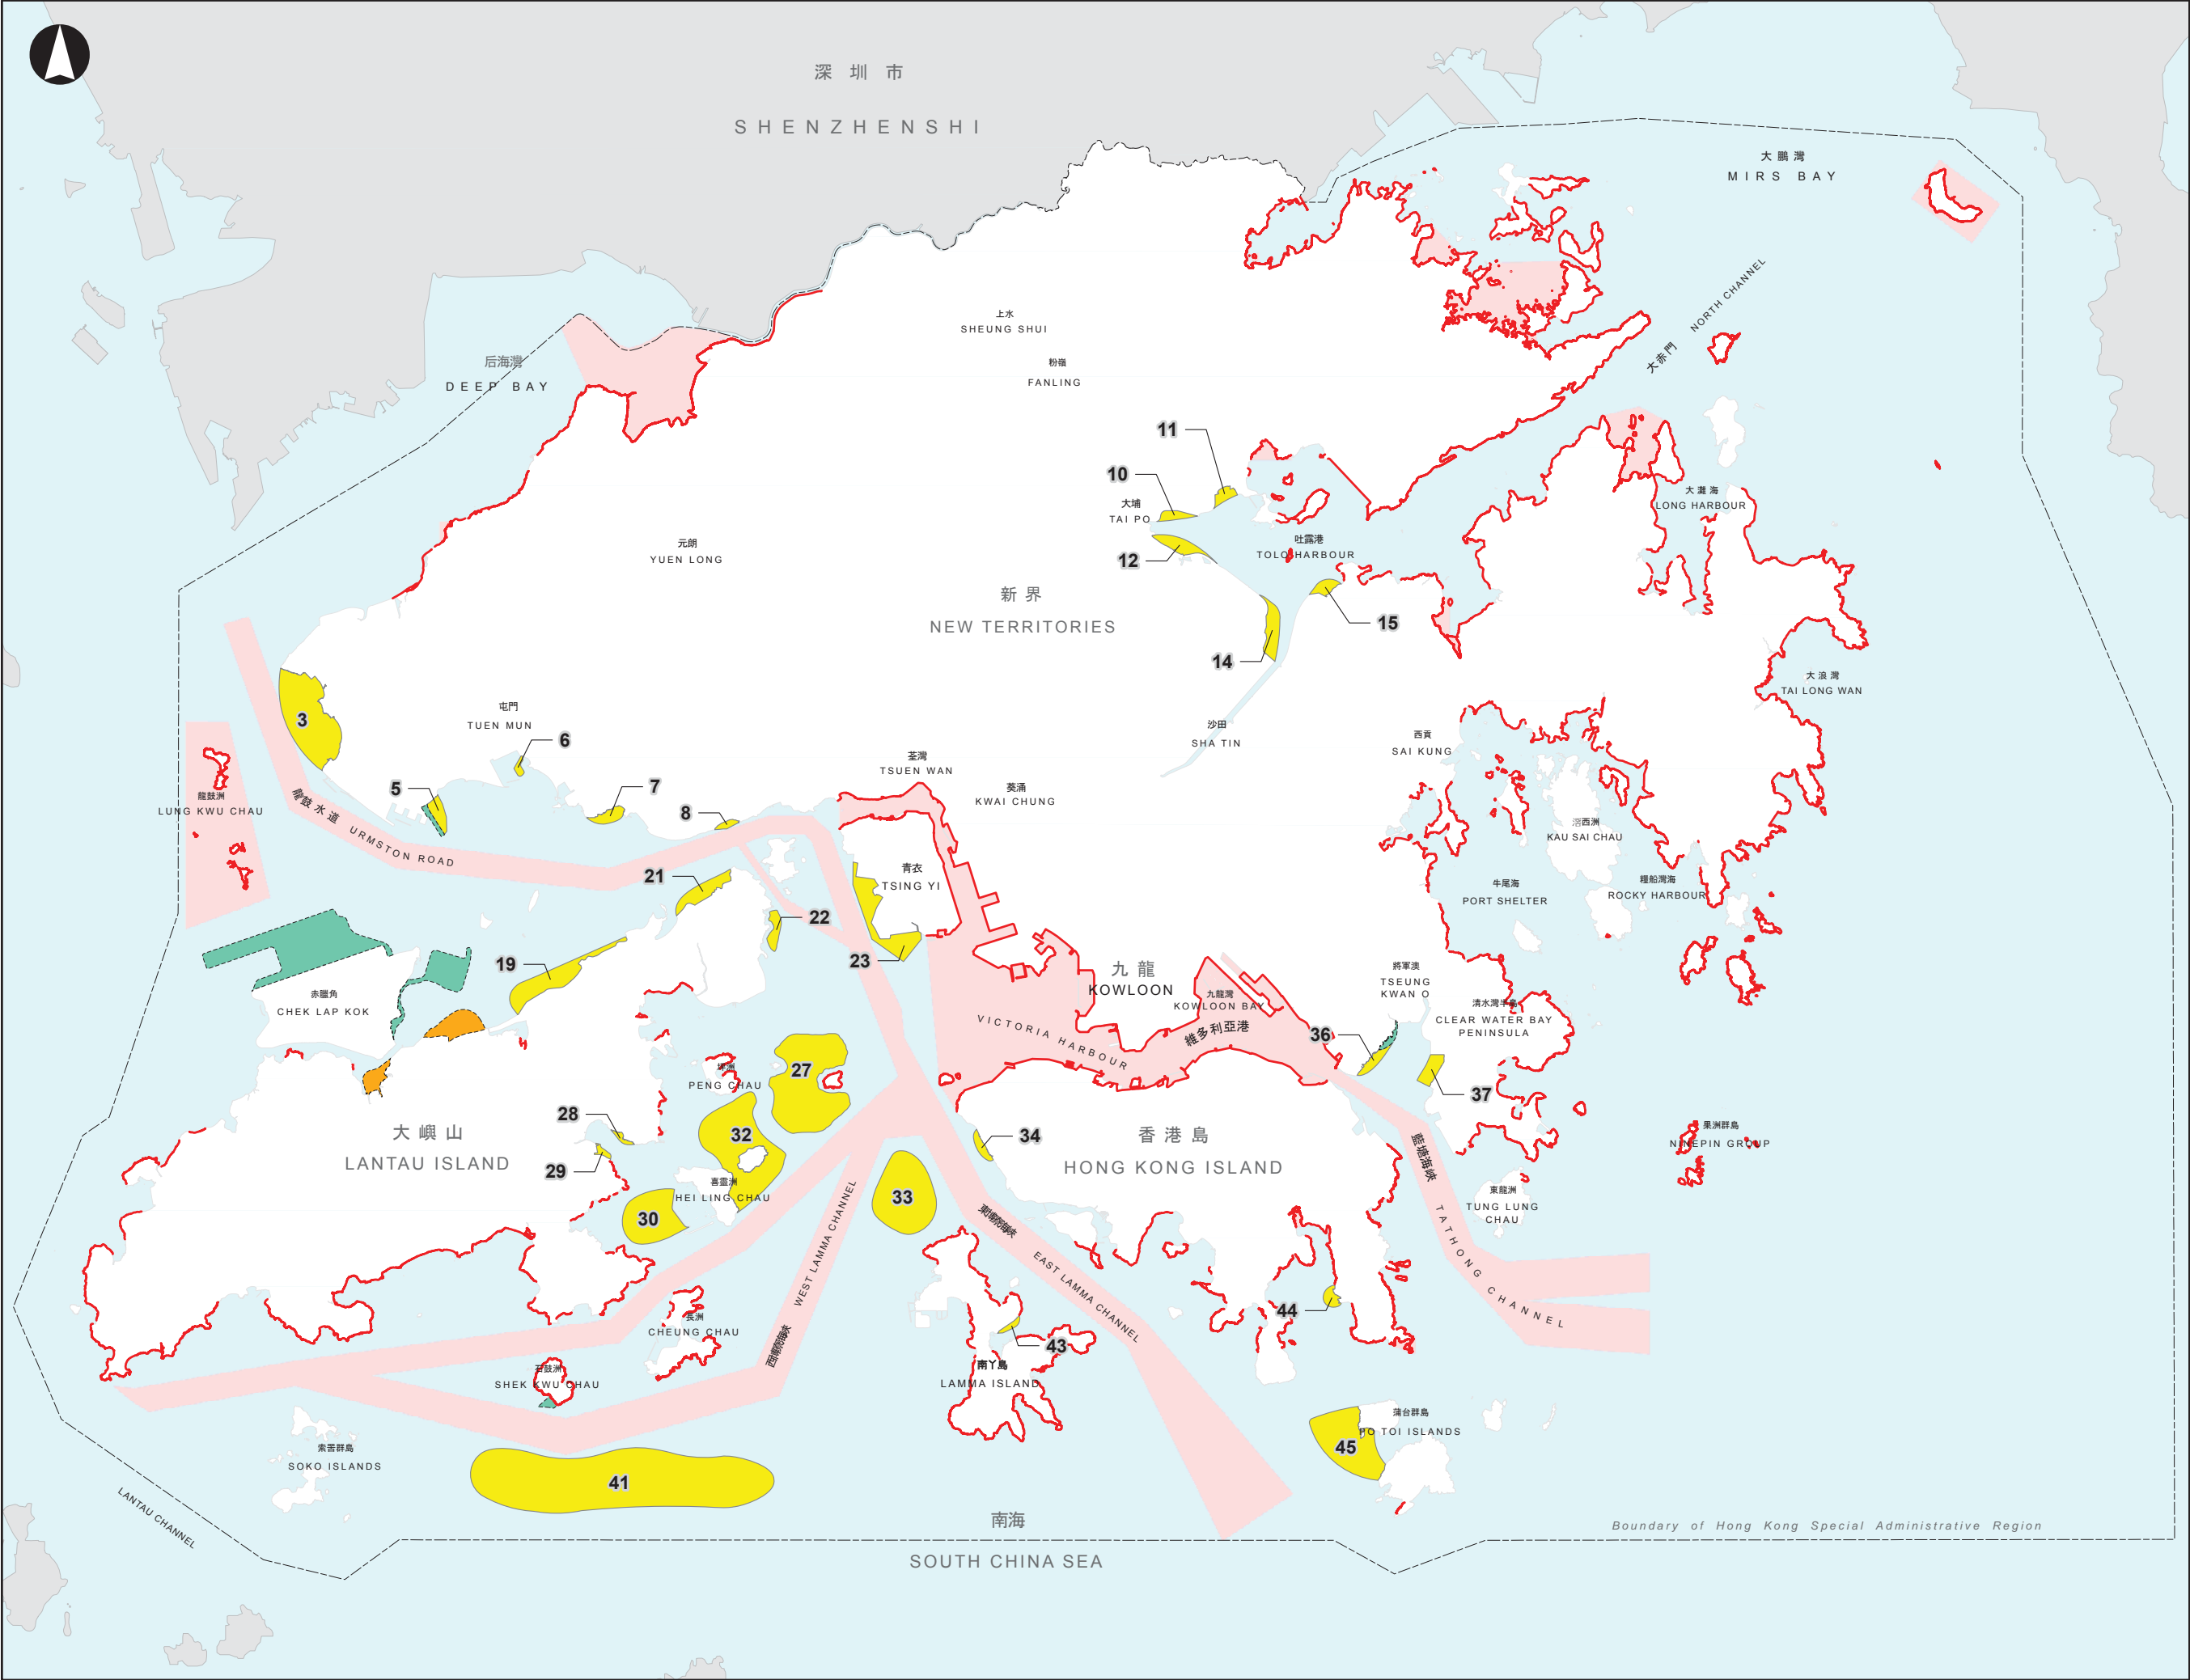 深 圳 市
SHENZHENSHI
大鵬灣
MIRS BAY
NORTH CHANNEL
大赤門
上水
SHEUNG SHUI
粉嶺
FANLING
后海灣
DEEP BAY
11
10
大埔
TAI PO
12
吐露港
TOLO HARBOUR
大灘海
LONG HARBOUR
元朗
YUEN LONG
新界
NEW TERRITORIES
15
14
大浪灣
TAI LONG WAN
3
屯門
TUEN MUN
6
沙田
SHA TIN
西貢
SAI KUNG
荃灣
TSUEN WAN
葵涌
KWAI CHUNG
5
7
8
龍鼓洲
LUNG KWU CHAU
龍鼓水道 URMSTON ROAD
滘西洲
KAU SAI CHAU
青衣
TSING YI
21
22
23
19
牛尾海
PORT SHELTER
糧船灣海
ROCKY HARBOUR
赤鱲角
CHEK LAP KOK
九龍
KOWLOON
九龍灣
KOWLOON BAY
將軍澳
TSEUNG
KWAN O
清水灣半島
CLEAR WATER BAY
PENINSULA
VICTORIA HARBOUR
維多利亞港
36
37
坪洲
PENG CHAU
27
28
29
32
34
大嶼山
LANTAU ISLAND
香港島
HONG KONG ISLAND
果洲群島
NINEPIN GROUP
藍塘海峽
TATHONG CHANNEL
喜靈洲
HEI LING CHAU
30
33
東龍洲
TUNG LUNG
CHAU
WEST LAMMA CHANNEL
EAST LAMMA CHANNEL
44
43
長洲
CHEUNG CHAU
南丫島
LAMMA ISLAND
石鼓洲
SHEK KWU CHAU
蒲台群島
PO TOI ISLANDS
45
索罟群島
SOKO ISLANDS
41
LANTAU CHANNEL
南海
SOUTH CHINA SEA
Boundary of Hong Kong Special Administrative Region